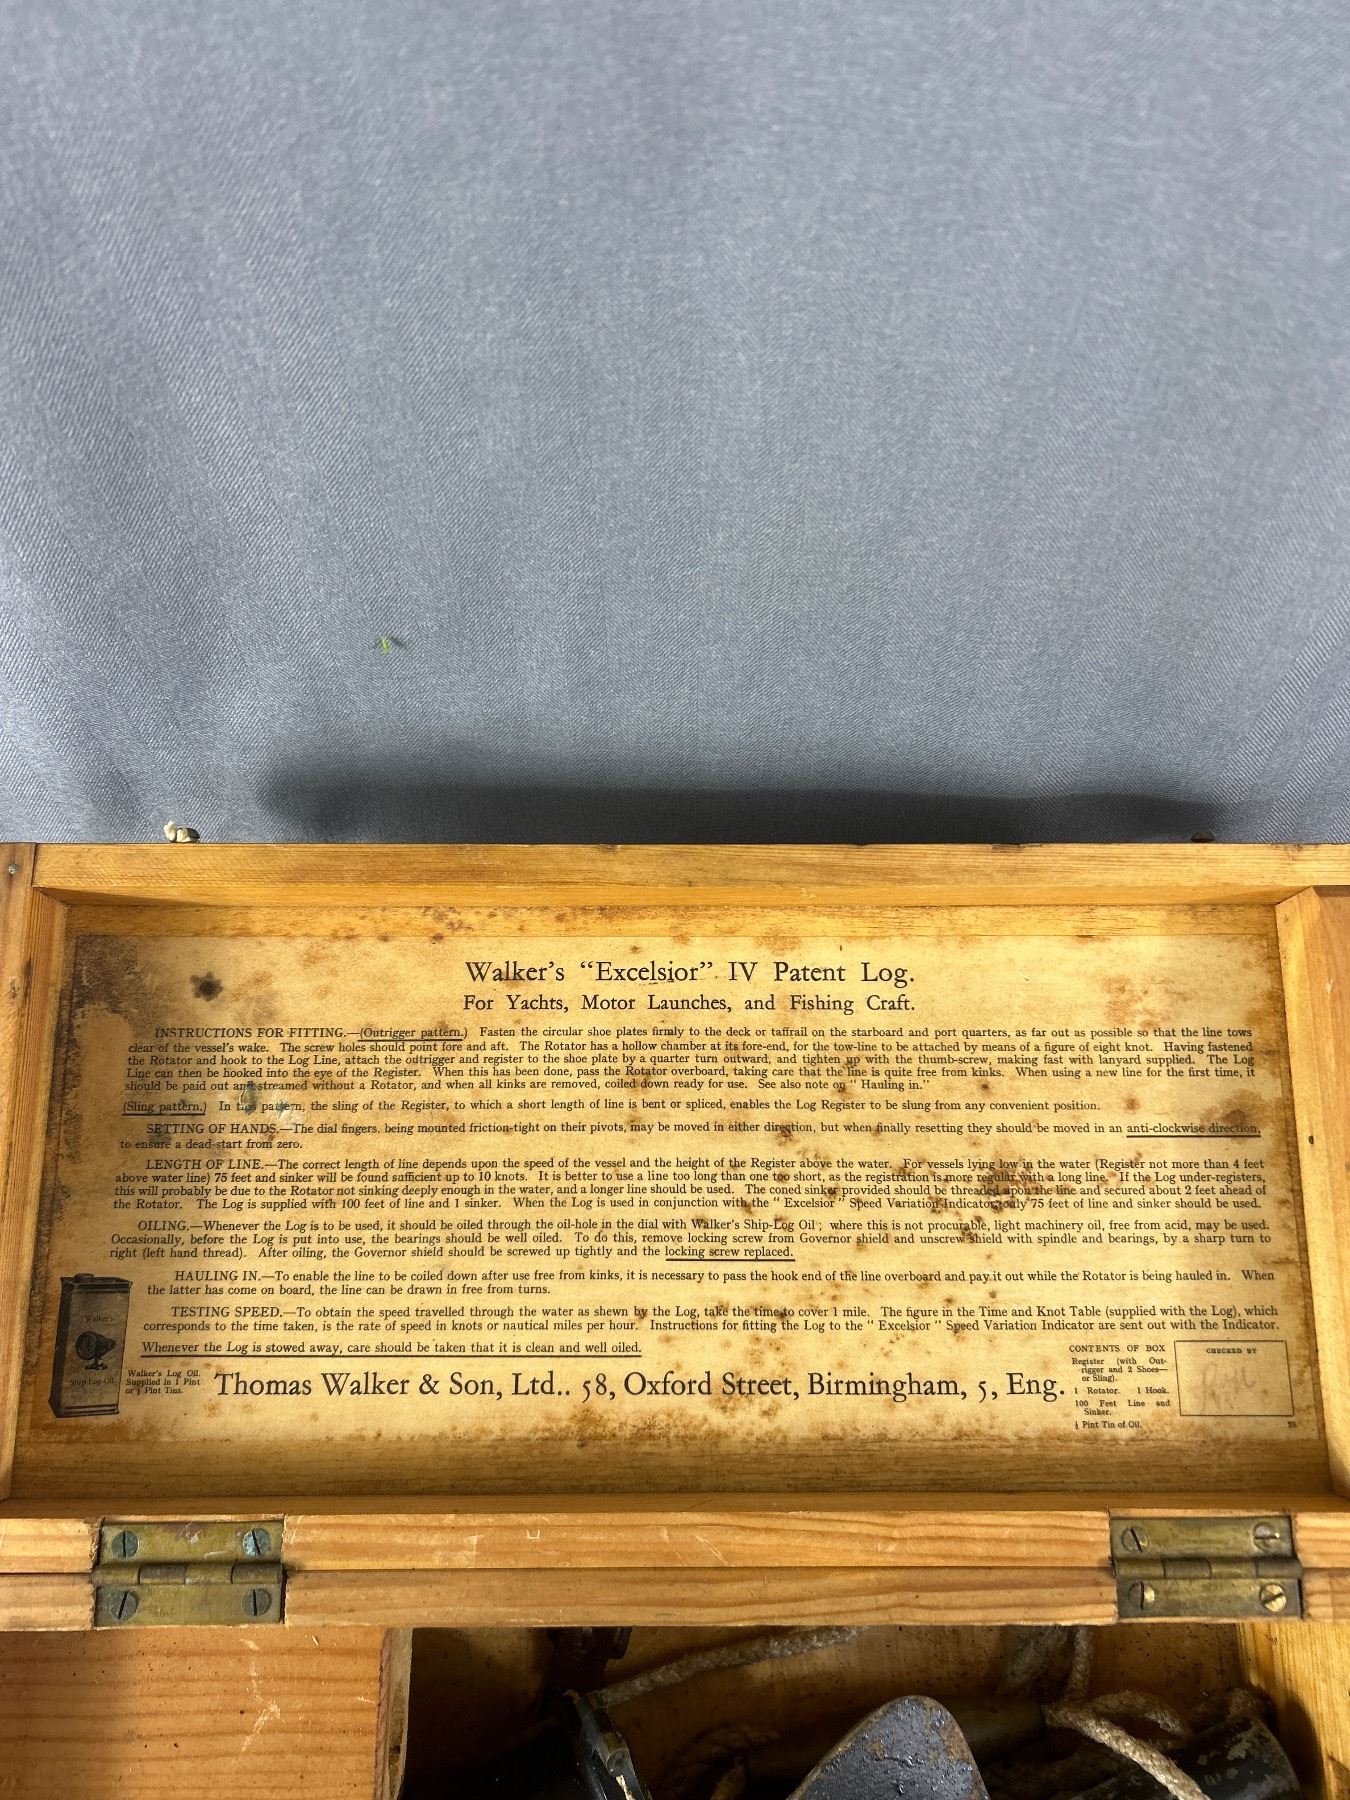 Walker's "Excelsior" IV Patent Log.
For Yachts, Motor Launches, and Fishing Craft.
INSTRUCTIONS FOR FITTING.—(Outrigger pattern.) Fasten the circular shoe plates firmly to the deck or taffrail on the starboard and port quarters, as far out as possible so that the line tows
clear of the vessel's wake. The screw holes should point fore and aft. The Rotator has a hollow chamber at its fore-end, for the tow-line to be attached by means of a figure of eight knot. Having fastened
the Rotator and hook to the Log Line, attach the outrigger and register to the shoe plate by a quarter turn outward, and tighten up with the thumb-screw, making fast with lanyard supplied. The Log
Line can then be hooked into the eye of the Register. When this has been done, pass the Rotator overboard, taking care that the line is quite free from kinks. When using a new line for the first time, it
should be paid out and streamed without a Rotator, and when all kinks are removed, coiled down ready for use. See also note on "Hauling in."
(Sling pattern.) In this pattern, the sling of the Register, to which a short length of line is bent or spliced, enables the Log Register to be slung from any convenient position.
SETTING OF HANDS.—The dial fingers, being mounted friction-tight on their pivots, may be moved in either direction, but when finally resetting they should be moved in an anti-clockwise direction,
to ensure a dead-start from zero.
LENGTH OF LINE.—The correct length of line depends upon the speed of the vessel and the height of the Register above the water. For vessels lying low in the water (Register not more than 4 feet
above water line) 75 feet and sinker will be found sufficient up to 10 knots. It is better to use a line too long than one too short, as the registration is more regular with a long line. If the Log under-registers,
this will probably be due to the Rotator not sinking deeply enough in the water, and a longer line should be used. The coned sinker provided should be threaded upon the line and secured about 2 feet ahead of
the Rotator. The Log is supplied with 100 feet of line and 1 sinker. When the Log is used in conjunction with the "Excelsior" Speed Variation Indicator only 75 feet of line and sinker should be used.
OILING.—Whenever the Log is to be used, it should be oiled through the oil-hole in the dial with Walker's Ship-Log Oil; where this is not procurable, light machinery oil, free from acid, may be used.
Occasionally, before the Log is put into use, the bearings should be well oiled. To do this, remove locking screw from Governor shield and unscrew shield with spindle and bearings, by a sharp turn to
right (left hand thread). After oiling, the Governor shield should be screwed up tightly and the locking screw replaced.
HAULING IN.—To enable the line to be coiled down after use free from kinks, it is necessary to pass the hook end of the line overboard and pay it out while the Rotator is being hauled in. When
the latter has come on board, the line can be drawn in free from turns.
TESTING SPEED.—To obtain the speed travelled through the water as shewn by the Log, take the time to cover 1 mile. The figure in the Time and Knot Table (supplied with the Log), which
corresponds to the time taken, is the rate of speed in knots or nautical miles per hour. Instructions for fitting the Log to the "Excelsior" Speed Variation Indicator are sent out with the Indicator.
Whenever the Log is stowed away, care should be taken that it is clean and well oiled.
Walker's
Ship Log Oil
Walker's Log Oil.
Supplied in 1 Pint
or ½ Pint Tins.
Thomas Walker & Son, Ltd.. 58, Oxford Street, Birmingham, 5, Eng.
CONTENTS OF BOX
Register (with Out-
rigger and 2 Shoes—
or Sling).
1 Rotator. 1 Hook.
100 Feet Line and
Sinker.
½ Pint Tin of Oil.
CHECKED BY